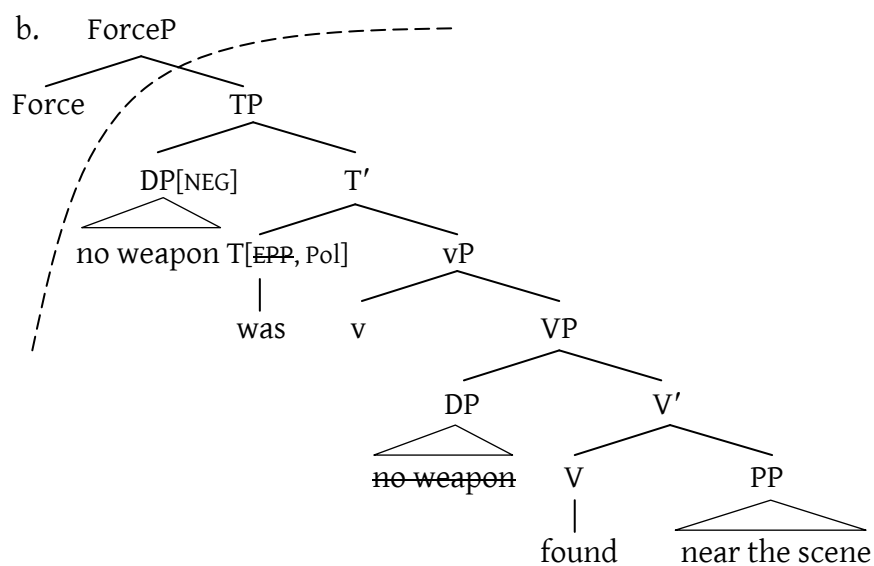 b. ForceP
Force TP
DP[NEG] T′
no weapon T[EPP, Pol] vP
was v VP
DP V′
no weapon V PP
found near the scene